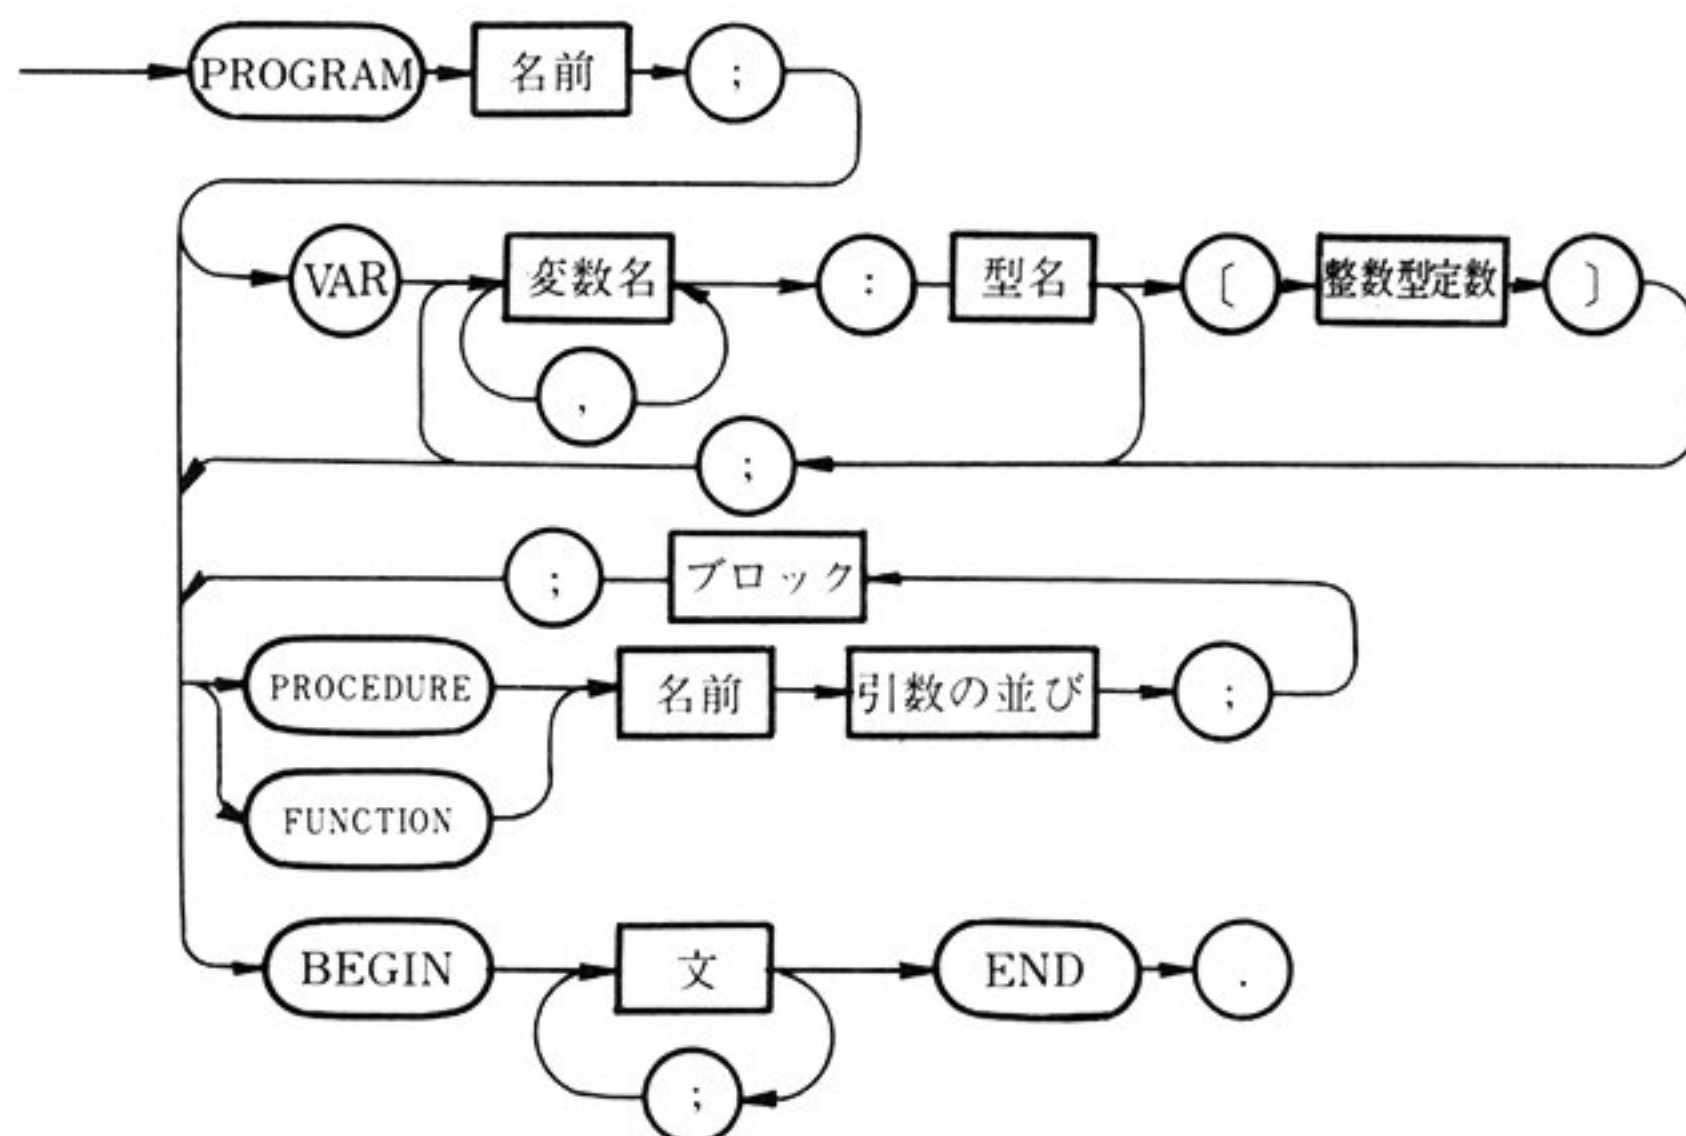 PROGRAM 名前 ;
VAR 変数名 : 型名 〔 整数型定数 〕
,
;
; ブロック
PROCEDURE 名前 引数の並び ;
FUNCTION
BEGIN 文 END .
;